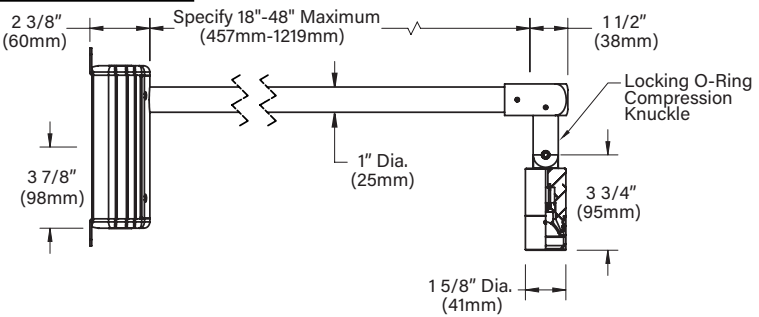 2 3/8"
(60mm)
Specify 18"-48" Maximum
(457mm-1219mm)
1 1/2"
(38mm)
Locking O-Ring
Compression
Knuckle
1" Dia.
(25mm)
3 7/8"
(98mm)
3 3/4"
(95mm)
1 5/8" Dia.
(41mm)